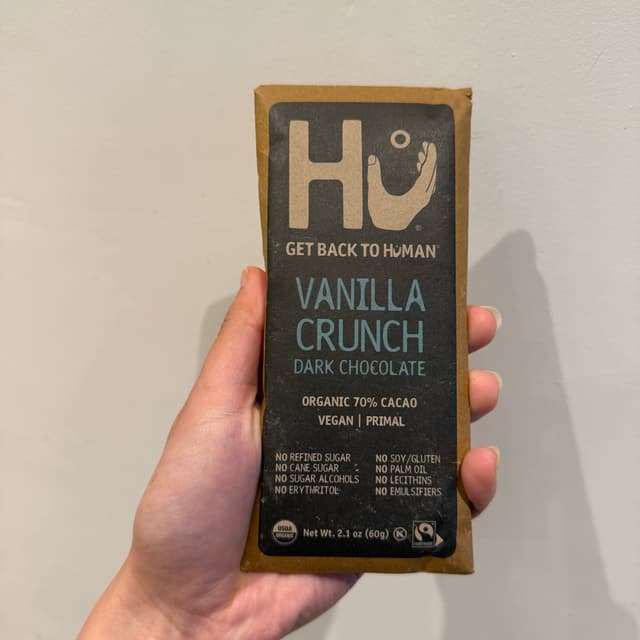 HU
GET BACK TO HUMAN
VANILLA
CRUNCH
DARK CHOCOLATE
ORGANIC 70% CACAO
VEGAN | PRIMAL
NO REFINED SUGAR
NO CANE SUGAR
NO SUGAR ALCOHOLS
NO ERYTHRITOL
NO SOY/GLUTEN
NO PALM OIL
NO LECITHINS
NO EMULSIFIERS
USDA
ORGANIC
Net Wt. 2.1 oz (60g) K